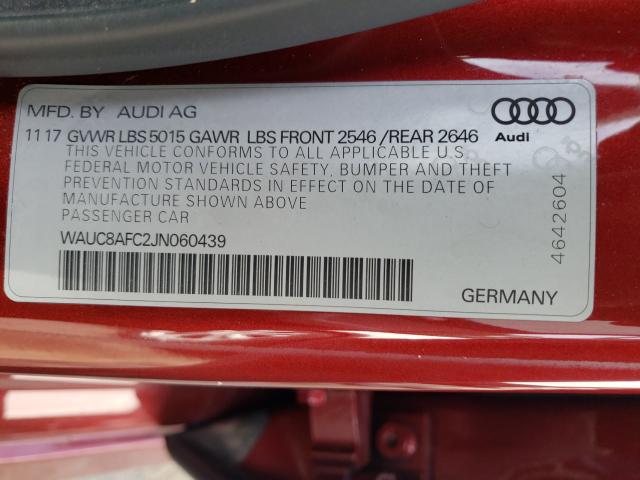 MFD. BY AUDI AG
11 17 GVWR LBS 5015 GAWR LBS FRONT 2546 /REAR 2646
THIS VEHICLE CONFORMS TO ALL APPLICABLE U.S.
FEDERAL MOTOR VEHICLE SAFETY, BUMPER AND THEFT
PREVENTION STANDARDS IN EFFECT ON THE DATE OF
MANUFACTURE SHOWN ABOVE
PASSENGER CAR
WAUC8AFC2JN060439
Audi
4642604
GERMANY